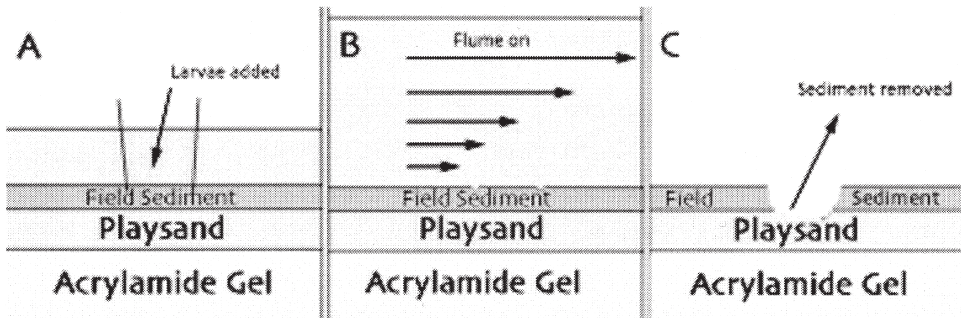 A
Larvae added
Field Sediment
Playsand
Acrylamide Gel
B
Flume on
Field Sediment
Playsand
Acrylamide Gel
C
Sediment removed
Field Sediment
Playsand
Acrylamide Gel